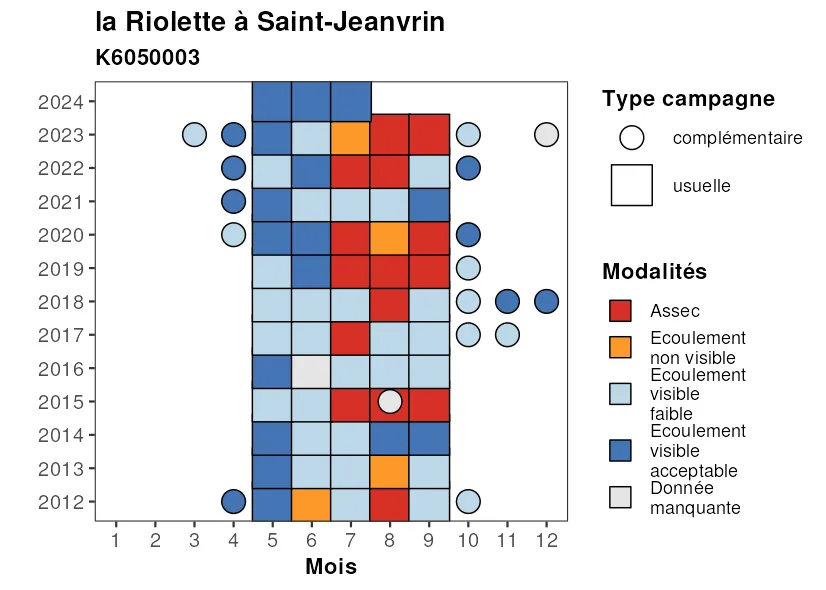 la Riolette à Saint-Jeanvrin
K6050003
2024
2023
2022
2021
2020
2019
2018
2017
2016
2015
2014
2013
2012
1 2 3 4 5 6 7 8 9 10 11 12
Mois
Type campagne
complémentaire
usuelle
Modalités
Assec
Ecoulement
non visible
Ecoulement
visible
faible
Ecoulement
visible
acceptable
Donnée
manquante